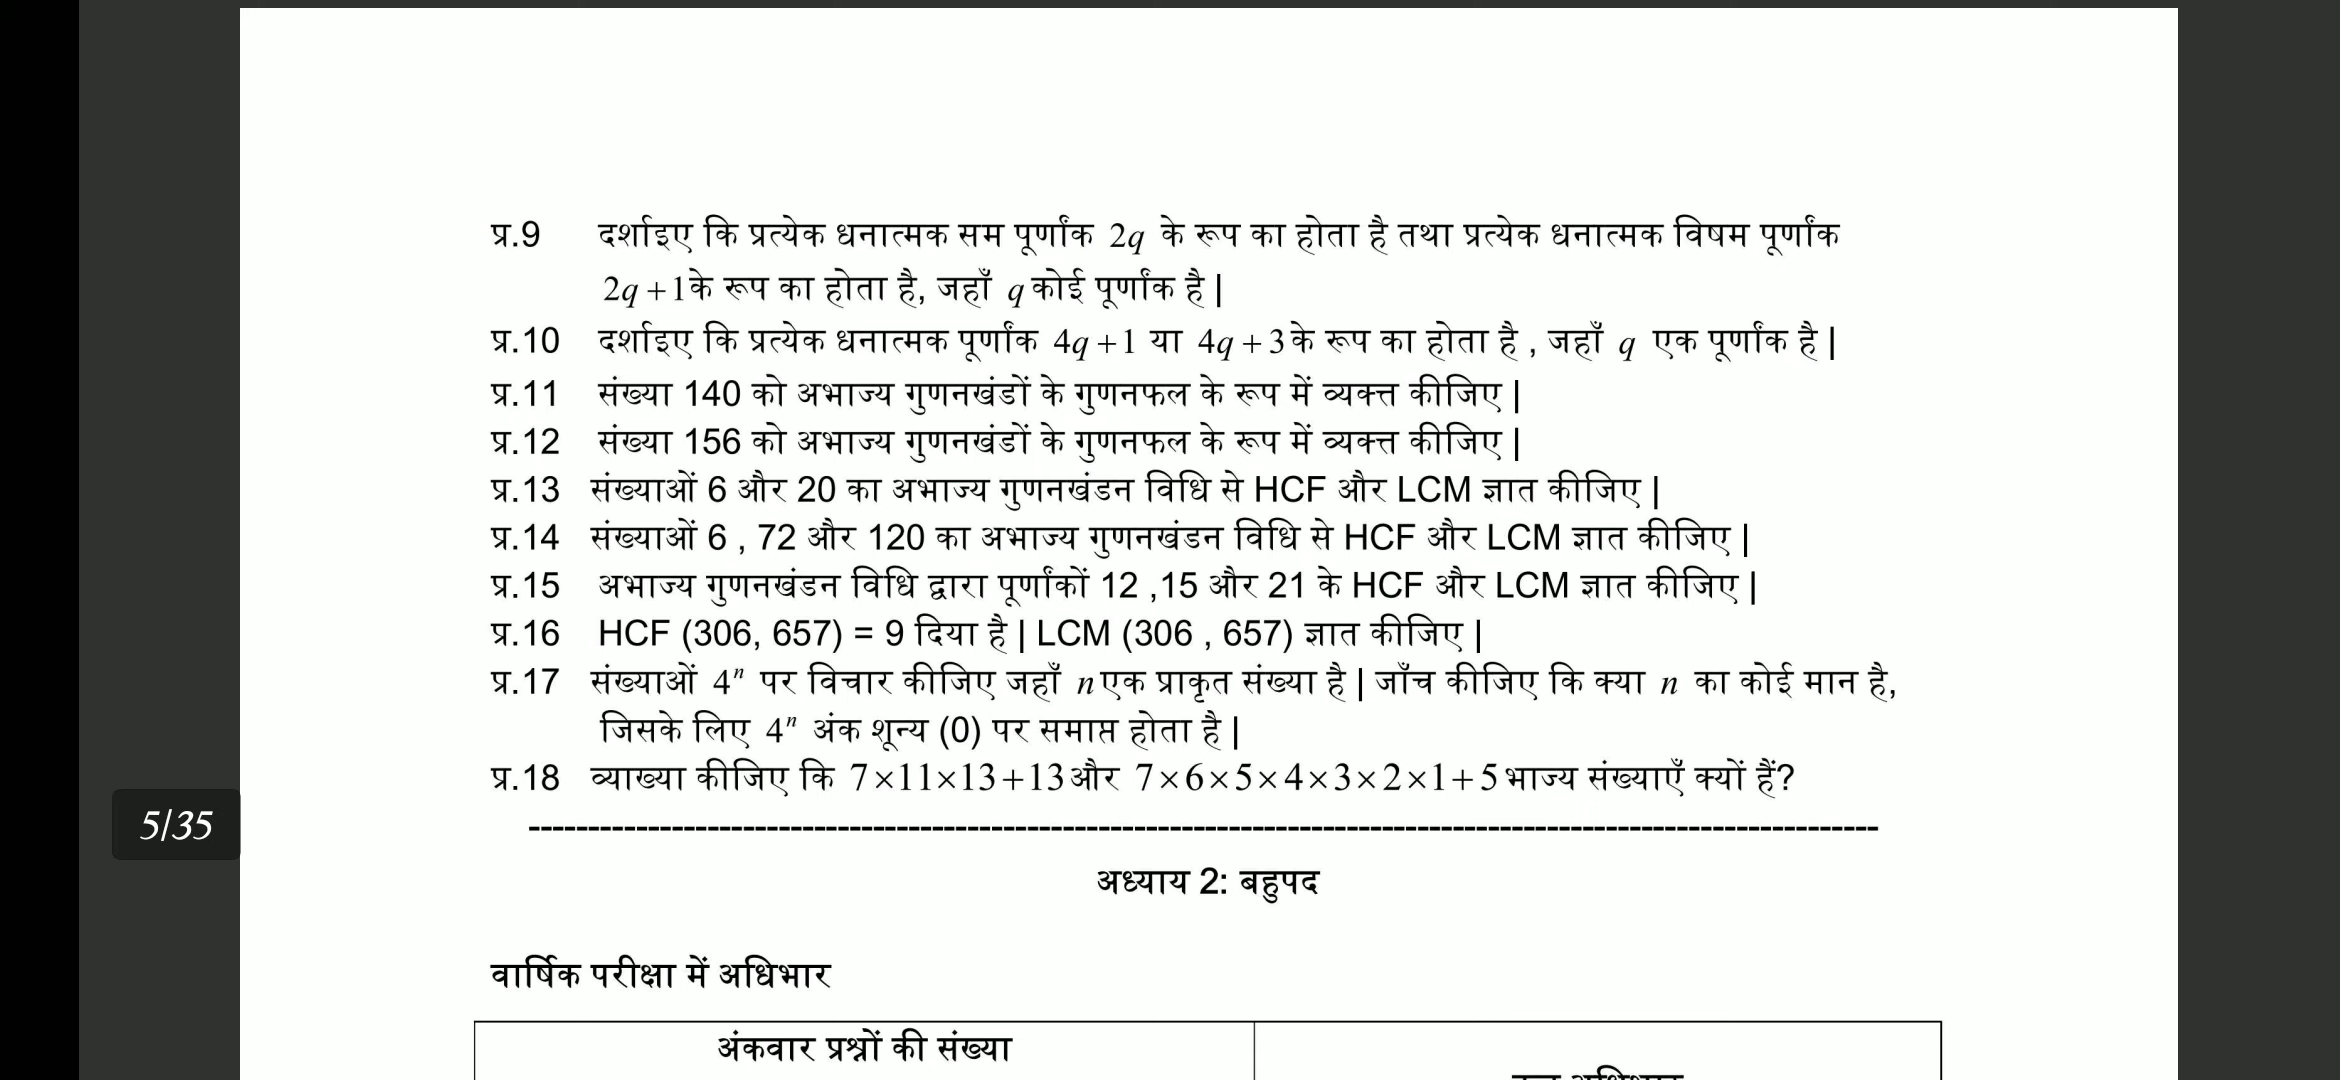 प्र.9 दर्शाइए कि प्रत्येक धनात्मक सम पूर्णांक 2q के रूप का होता है तथा प्रत्येक धनात्मक विषम पूर्णांक
2q +1के रूप का होता है, जहाँ q कोई पूर्णांक है |
प्र.10 दर्शाइए कि प्रत्येक धनात्मक पूर्णांक 4q +1 या 4q +3के रूप का होता है , जहाँ q एक पूर्णांक है |
प्र.11 संख्या 140 को अभाज्य गुणनखंडों के गुणनफल के रूप में व्यक्त कीजिए |
प्र.12 संख्या 156 को अभाज्य गुणनखंडों के गुणनफल के रूप में व्यक्त कीजिए |
प्र.13 संख्याओं 6 और 20 का अभाज्य गुणनखंडन विधि से HCF और LCM ज्ञात कीजिए |
प्र.14 संख्याओं 6 , 72 और 120 का अभाज्य गुणनखंडन विधि से HCF और LCM ज्ञात कीजिए |
प्र.15 अभाज्य गुणनखंडन विधि द्वारा पूर्णांकों 12 ,15 और 21 के HCF और LCM ज्ञात कीजिए |
प्र.16 HCF (306, 657) = 9 दिया है | LCM (306 , 657) ज्ञात कीजिए |
प्र.17 संख्याओं 4ⁿ पर विचार कीजिए जहाँ n एक प्राकृत संख्या है | जाँच कीजिए कि क्या n का कोई मान है,
जिसके लिए 4ⁿ अंक शून्य (0) पर समाप्त होता है |
प्र.18 व्याख्या कीजिए कि 7×11×13+13और 7×6×5×4×3×2×1+5 भाज्य संख्याएँ क्यों हैं?
5/35
अध्याय 2: बहुपद
वार्षिक परीक्षा में अधिभार
अंकवार प्रश्नों की संख्या